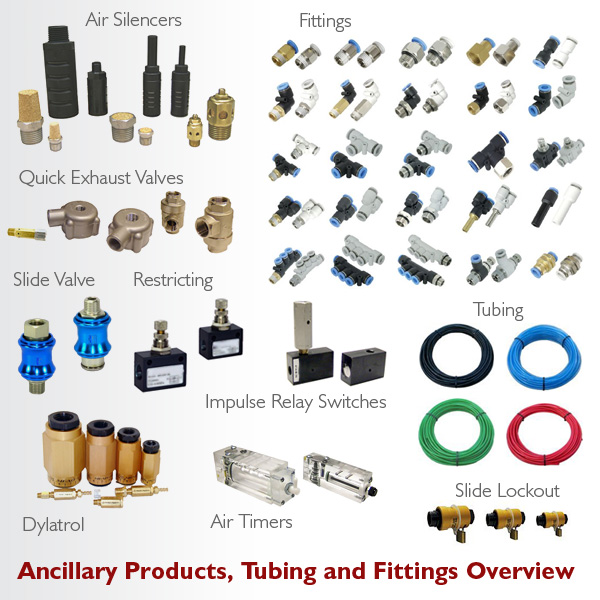 Air Silencers
Fittings
Quick Exhaust Valves
Slide Valve
Restricting
Tubing
Impulse Relay Switches
Slide Lockout
Air Timers
Dylatrol
Ancillary Products, Tubing and Fittings Overview